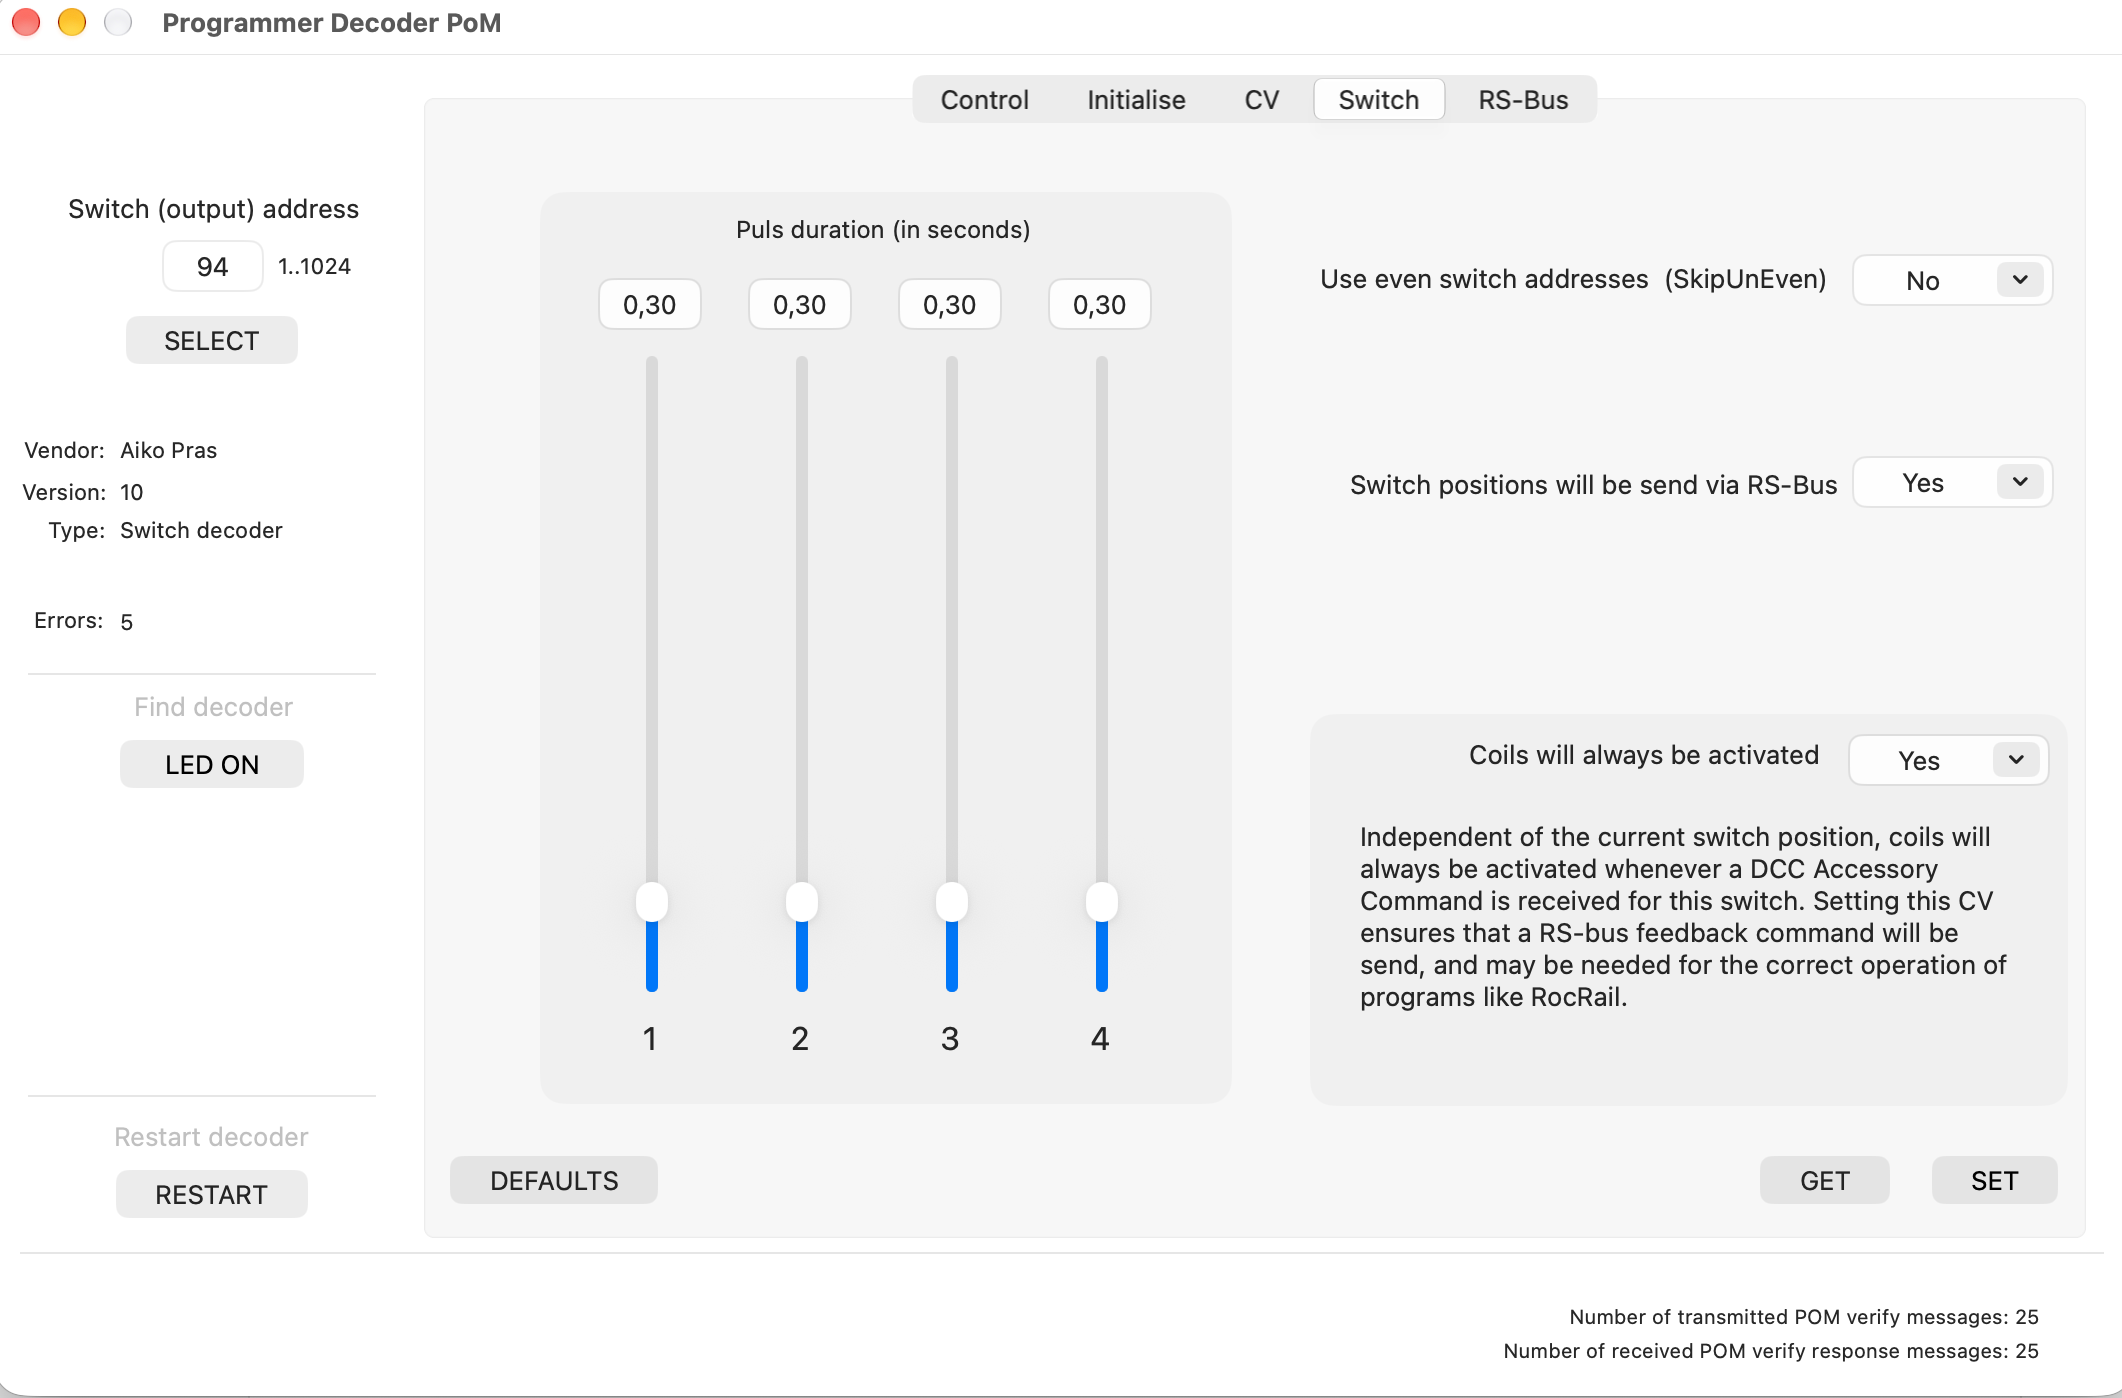 Programmer Decoder PoM
Control Initialise CV Switch RS-Bus
Switch (output) address
94 1..1024
SELECT
Vendor: Aiko Pras
Version: 10
Type: Switch decoder
Errors: 5
Find decoder
LED ON
Restart decoder
RESTART
Puls duration (in seconds)
0,30 0,30 0,30 0,30
1 2 3 4
Use even switch addresses (SkipUnEven) No
Switch positions will be send via RS-Bus Yes
Coils will always be activated Yes
Independent of the current switch position, coils will
always be activated whenever a DCC Accessory
Command is received for this switch. Setting this CV
ensures that a RS-bus feedback command will be
send, and may be needed for the correct operation of
programs like RocRail.
DEFAULTS GET SET
Number of transmitted POM verify messages: 25
Number of received POM verify response messages: 25